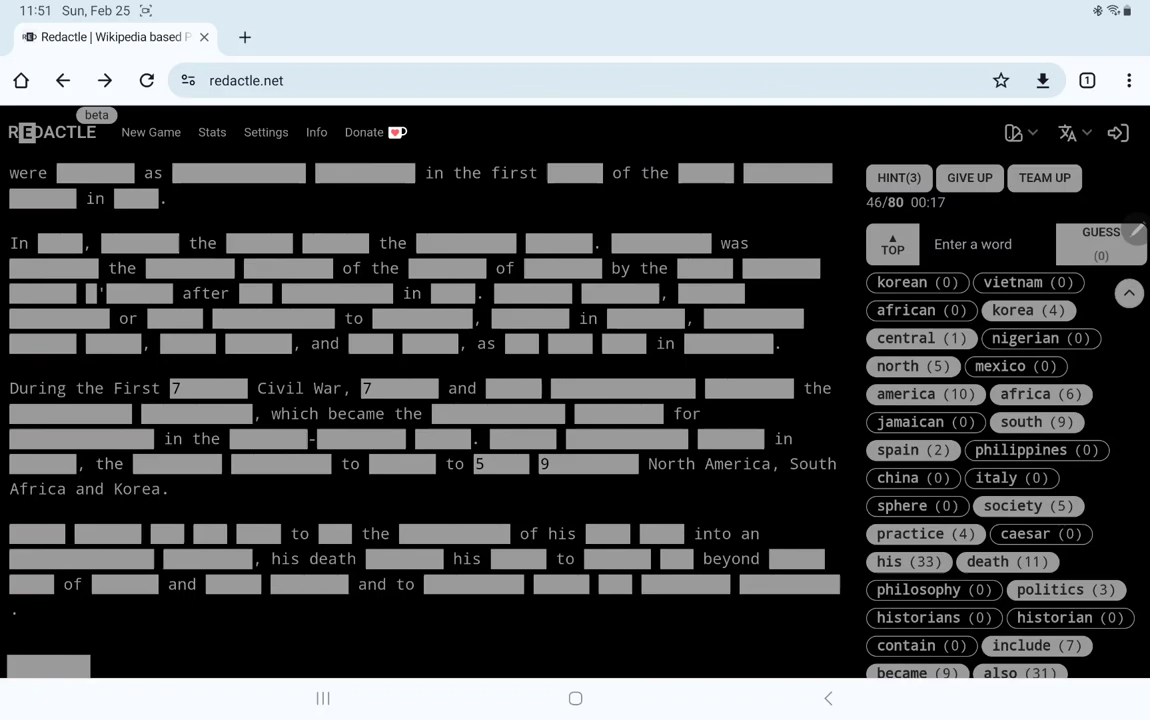 11:51 Sun, Feb 25
Redactle | Wikipedia based P
redactle.net
REDACTLE beta New Game Stats Settings Info Donate
were as in the first of the
in .
HINT(3) GIVE UP TEAM UP
46/80 00:17
▲ TOP Enter a word GUESS (0)
In , the the . was
the of the of by the
' after in . ,
or to , in ,
, , and , as in .
During the First 7 Civil War, 7 and the
, which became the for
in the - . in
, the to to 5 9 North America, South
Africa and Korea.
to the of his into an
, his death his to beyond
of and and to
.
korean (0) vietnam (0)
african (0) korea (4)
central (1) nigerian (0)
north (5) mexico (0)
america (10) africa (6)
jamaican (0) south (9)
spain (2) philippines (0)
china (0) italy (0)
sphere (0) society (5)
practice (4) caesar (0)
his (33) death (11)
philosophy (0) politics (3)
historians (0) historian (0)
contain (0) include (7)
became (9) also (31)